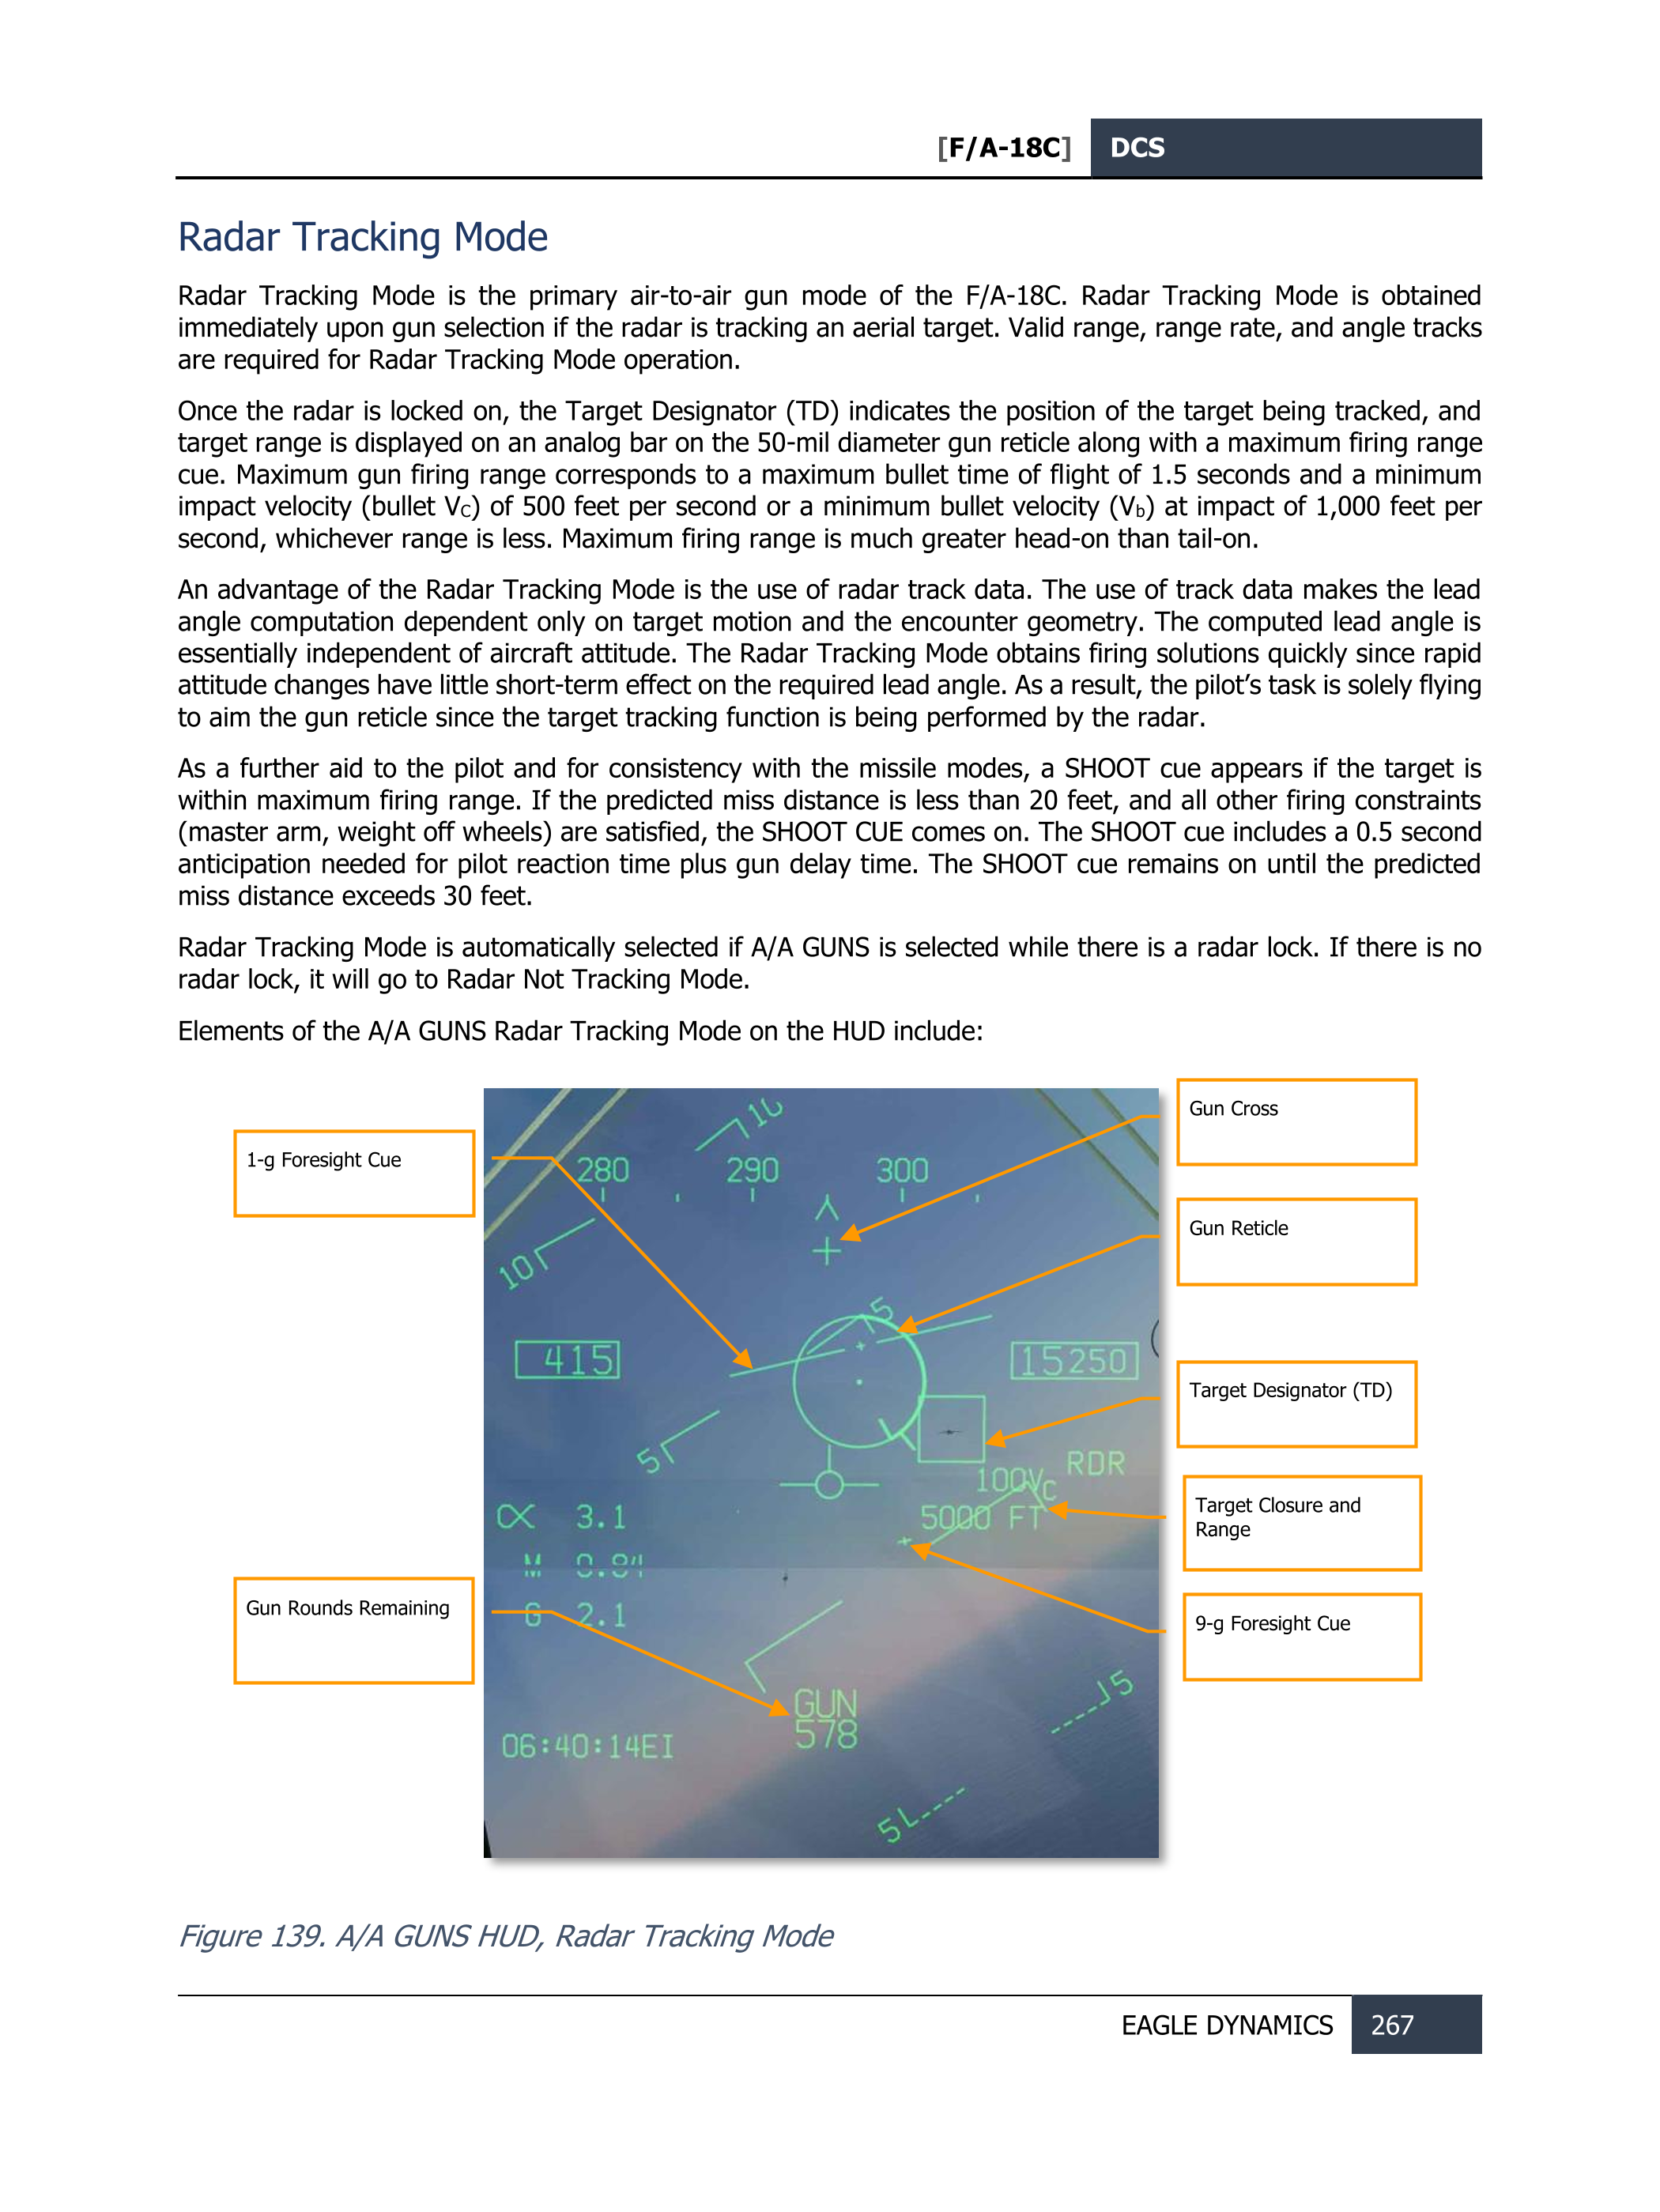 [F/A-18C] DCS
Radar Tracking Mode
Radar Tracking Mode is the primary air-to-air gun mode of the F/A-18C. Radar Tracking Mode is obtained
immediately upon gun selection if the radar is tracking an aerial target. Valid range, range rate, and angle tracks
are required for Radar Tracking Mode operation.
Once the radar is locked on, the Target Designator (TD) indicates the position of the target being tracked, and
target range is displayed on an analog bar on the 50-mil diameter gun reticle along with a maximum firing range
cue. Maximum gun firing range corresponds to a maximum bullet time of flight of 1.5 seconds and a minimum
impact velocity (bullet VC) of 500 feet per second or a minimum bullet velocity (Vb) at impact of 1,000 feet per
second, whichever range is less. Maximum firing range is much greater head-on than tail-on.
An advantage of the Radar Tracking Mode is the use of radar track data. The use of track data makes the lead
angle computation dependent only on target motion and the encounter geometry. The computed lead angle is
essentially independent of aircraft attitude. The Radar Tracking Mode obtains firing solutions quickly since rapid
attitude changes have little short-term effect on the required lead angle. As a result, the pilot’s task is solely flying
to aim the gun reticle since the target tracking function is being performed by the radar.
As a further aid to the pilot and for consistency with the missile modes, a SHOOT cue appears if the target is
within maximum firing range. If the predicted miss distance is less than 20 feet, and all other firing constraints
(master arm, weight off wheels) are satisfied, the SHOOT CUE comes on. The SHOOT cue includes a 0.5 second
anticipation needed for pilot reaction time plus gun delay time. The SHOOT cue remains on until the predicted
miss distance exceeds 30 feet.
Radar Tracking Mode is automatically selected if A/A GUNS is selected while there is a radar lock. If there is no
radar lock, it will go to Radar Not Tracking Mode.
Elements of the A/A GUNS Radar Tracking Mode on the HUD include:
Gun Cross
1-g Foresight Cue
10
280 290 300
Gun Reticle
10
5
415
15250
Target Designator (TD)
5
RDR
100VC
Target Closure and
Range
5000 FT
α 3.1
M 0.84
G 2.1
Gun Rounds Remaining
9-g Foresight Cue
GUN
578
5
06:40:14EI
5
Figure 139. A/A GUNS HUD, Radar Tracking Mode
EAGLE DYNAMICS 267